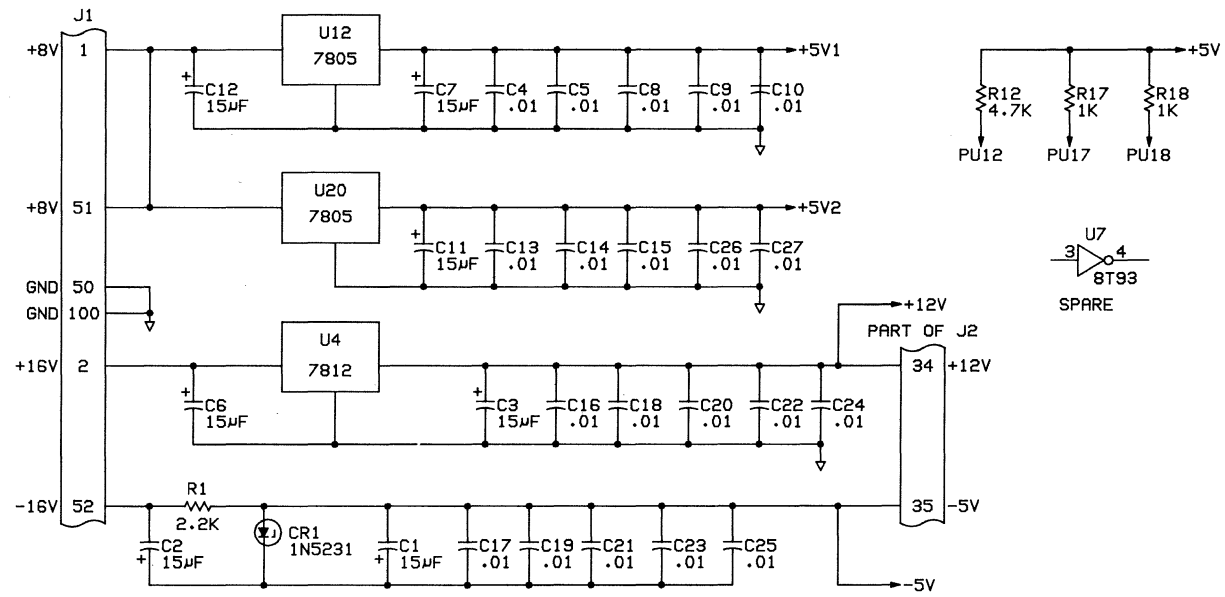 J1
+8V 1
U12
7805
+ C12
15µF
+ C7
15µF
C4
.01
C5
.01
C8
.01
C9
.01
C10
.01
+5V1
+5V
R12
4.7K
R17
1K
R18
1K
PU12
PU17
PU18
+8V 51
U20
7805
+ C11
15µF
C13
.01
C14
.01
C15
.01
C26
.01
C27
.01
+5V2
U7
3 4
8T93
SPARE
GND 50
GND 100
+16V 2
U4
7812
+ C6
15µF
+ C3
15µF
C16
.01
C18
.01
C20
.01
C22
.01
C24
.01
+12V
PART OF J2
34 +12V
-16V 52
R1
2.2K
+ C2
15µF
CR1
1N5231
+ C1
15µF
C17
.01
C19
.01
C21
.01
C23
.01
C25
.01
35 -5V
-5V